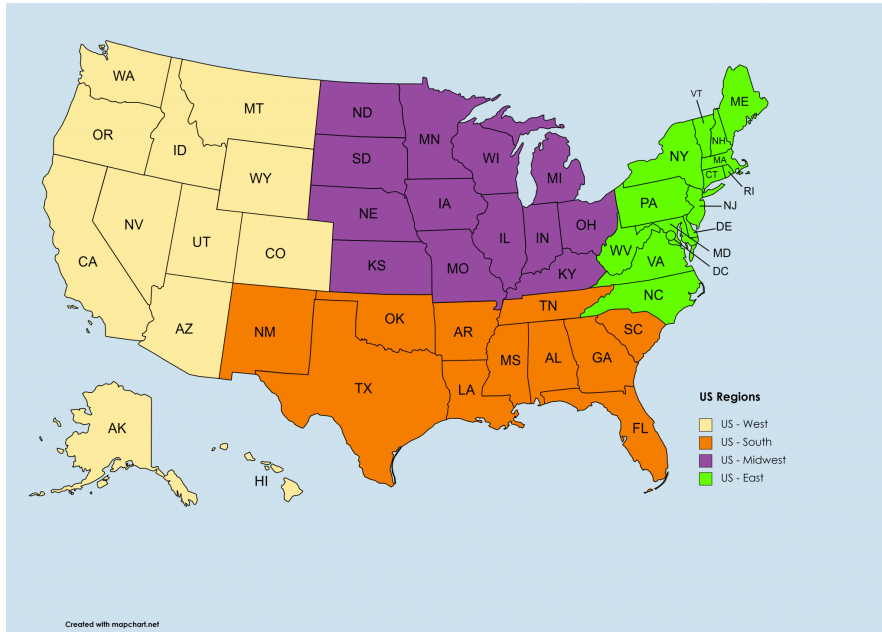 WA
MT
ND
MN
VT
ME
OR
ID
SD
WI
MI
NY
NH
MA
CT
RI
WY
NE
IA
PA
NJ
NV
UT
CO
IL
IN
OH
DE
WV
MD
CA
KS
MO
KY
VA
DC
AZ
NM
OK
AR
TN
NC
SC
TX
LA
MS
AL
GA
FL
AK
HI
US Regions
US - West
US - South
US - Midwest
US - East
Created with mapchart.net